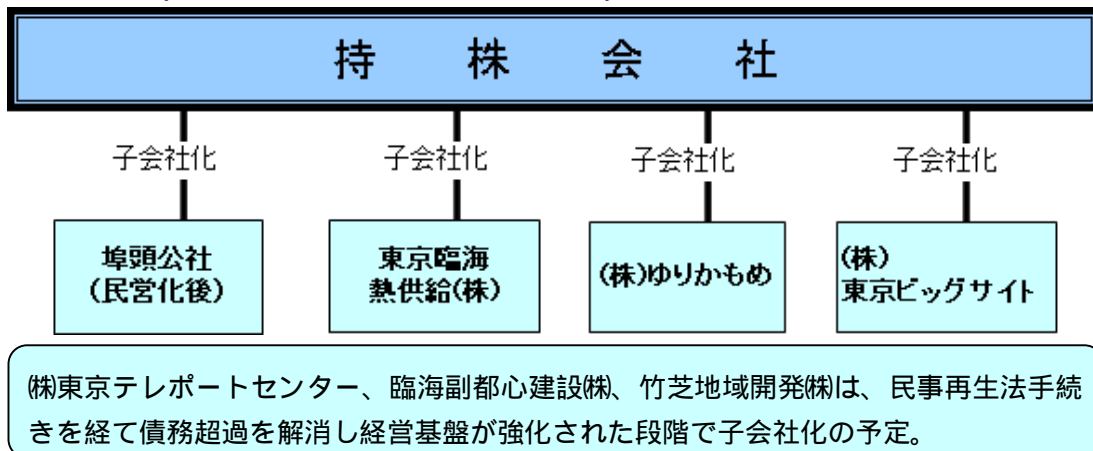 持株会社
子会社化 子会社化 子会社化 子会社化
埠頭公社
(民営化後)
東京臨海
熱供給(株)
(株)ゆりかもめ
(株)
東京ビッグサイト
㈱東京テレポートセンター、臨海副都心建設㈱、竹芝地域開発㈱は、民事再生法手続
きを経て債務超過を解消し経営基盤が強化された段階で子会社化の予定。